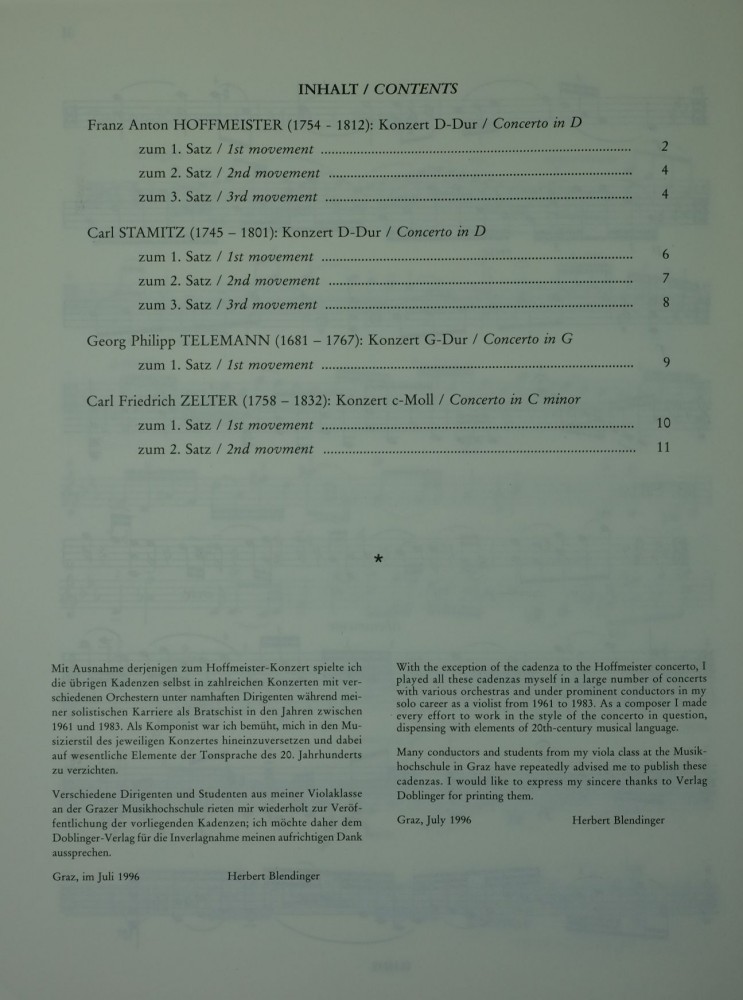 INHALT / CONTENTS
Franz Anton HOFFMEISTER (1754 - 1812): Konzert D-Dur / Concerto in D
zum 1. Satz / 1st movement ........ 2
zum 2. Satz / 2nd movement ........ 4
zum 3. Satz / 3rd movement ........ 4
Carl STAMITZ (1745 – 1801): Konzert D-Dur / Concerto in D
zum 1. Satz / 1st movement ........ 6
zum 2. Satz / 2nd movement ........ 7
zum 3. Satz / 3rd movement ........ 8
Georg Philipp TELEMANN (1681 – 1767): Konzert G-Dur / Concerto in G
zum 1. Satz / 1st movement ........ 9
Carl Friedrich ZELTER (1758 – 1832): Konzert c-Moll / Concerto in C minor
zum 1. Satz / 1st movement ........ 10
zum 2. Satz / 2nd movment ........ 11
*
Mit Ausnahme derjenigen zum Hoffmeister-Konzert spielte ich
die übrigen Kadenzen selbst in zahlreichen Konzerten mit ver-
schiedenen Orchestern unter namhaften Dirigenten während mei-
ner solistischen Karriere als Bratschist in den Jahren zwischen
1961 und 1983. Als Komponist war ich bemüht, mich in den Mu-
sizierstil des jeweiligen Konzertes hineinzuversetzen und dabei
auf wesentliche Elemente der Tonsprache des 20. Jahrhunderts
zu verzichten.
Verschiedene Dirigenten und Studenten aus meiner Violaklasse
an der Grazer Musikhochschule rieten mir wiederholt zur Veröf-
fentlichung der vorliegenden Kadenzen; ich möchte daher dem
Doblinger-Verlag für die Inverlagnahme meinen aufrichtigen Dank
aussprechen.
Graz, im Juli 1996 Herbert Blendinger
With the exception of the cadenza to the Hoffmeister concerto, I
played all these cadenzas myself in a large number of concerts
with various orchestras and under prominent conductors in my
solo career as a violist from 1961 to 1983. As a composer I made
every effort to work in the style of the concerto in question,
dispensing with elements of 20th-century musical language.
Many conductors and students from my viola class at the Musik-
hochschule in Graz have repeatedly advised me to publish these
cadenzas. I would like to express my sincere thanks to Verlag
Doblinger for printing them.
Graz, July 1996 Herbert Blendinger